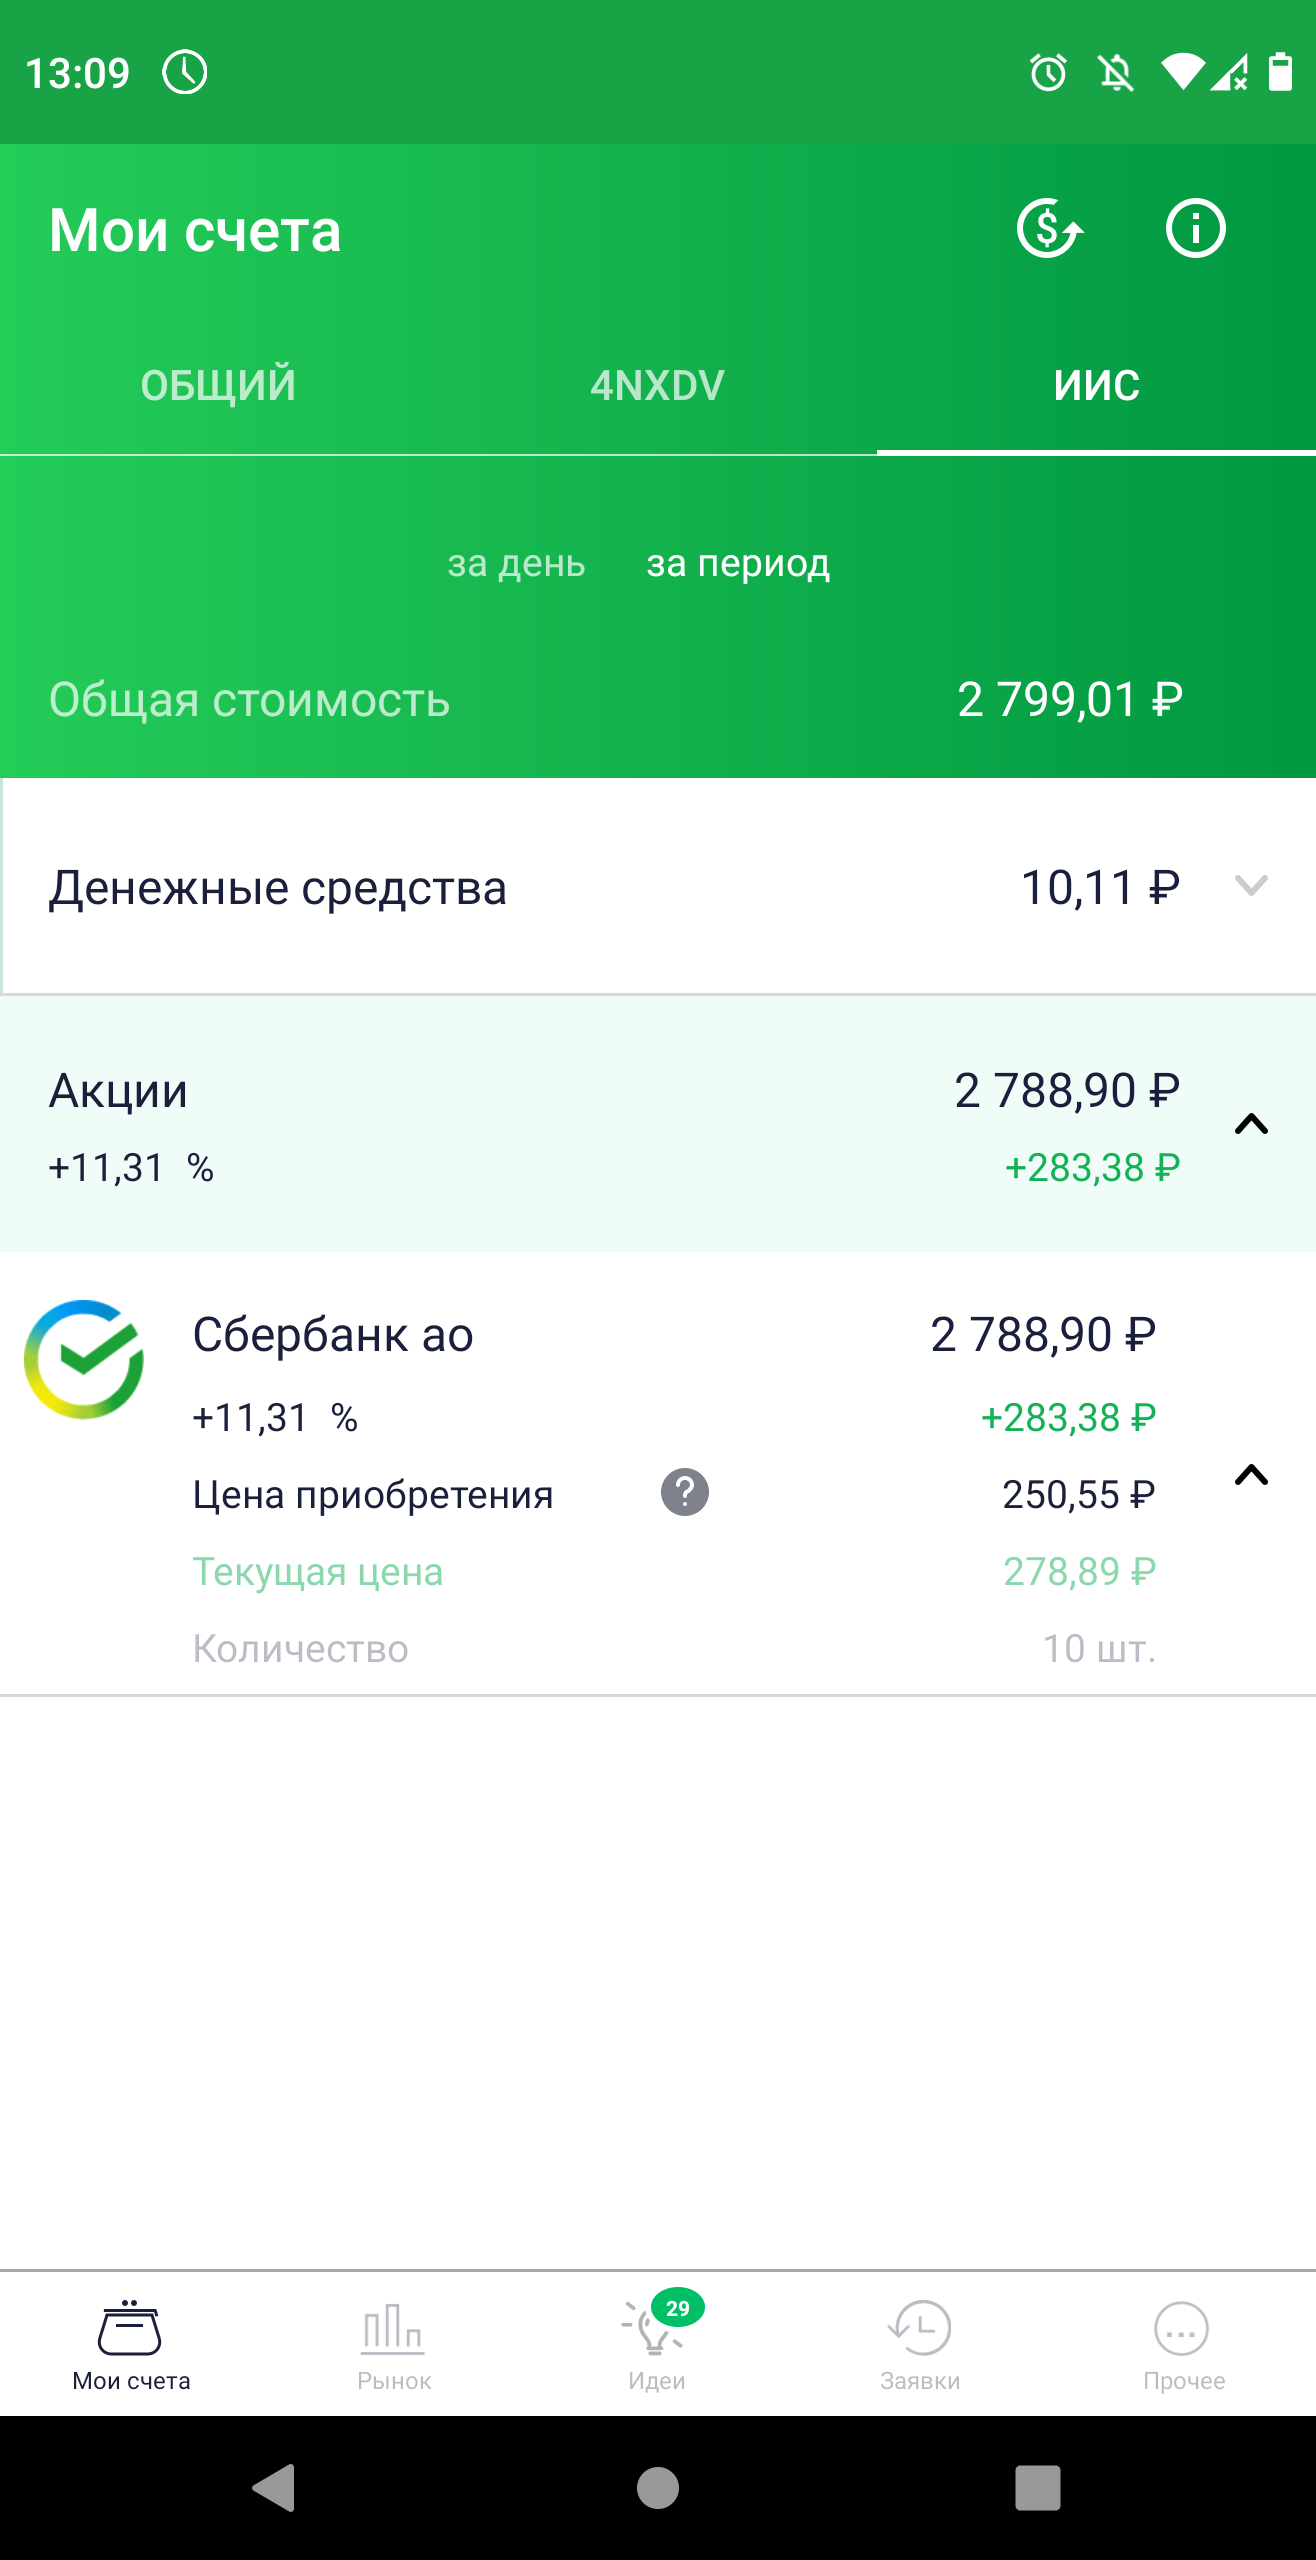 13:09
Мои счета
ОБЩИЙ 4NXDV ИИС
за день за период
Общая стоимость 2 799,01 ₽
Денежные средства 10,11 ₽
Акции 2 788,90 ₽
+11,31 % +283,38 ₽
Сбербанк ао 2 788,90 ₽
+11,31 % +283,38 ₽
Цена приобретения ? 250,55 ₽
Текущая цена 278,89 ₽
Количество 10 шт.
29
Мои счета Рынок Идеи Заявки Прочее